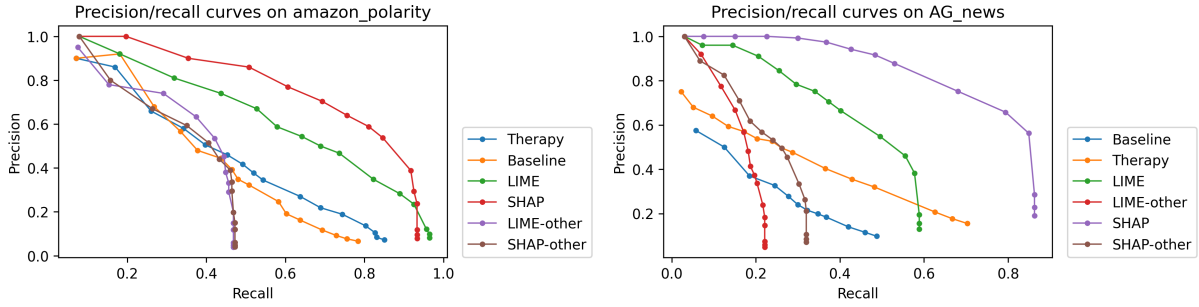 Precision/recall curves on amazon_polarity
Precision
1.0
0.8
0.6
0.4
0.2
0.0
0.2 0.4 0.6 0.8 1.0
Recall
Therapy
Baseline
LIME
SHAP
LIME-other
SHAP-other
Precision/recall curves on AG_news
Precision
1.0
0.8
0.6
0.4
0.2
0.0 0.2 0.4 0.6 0.8
Recall
Baseline
Therapy
LIME
LIME-other
SHAP
SHAP-other